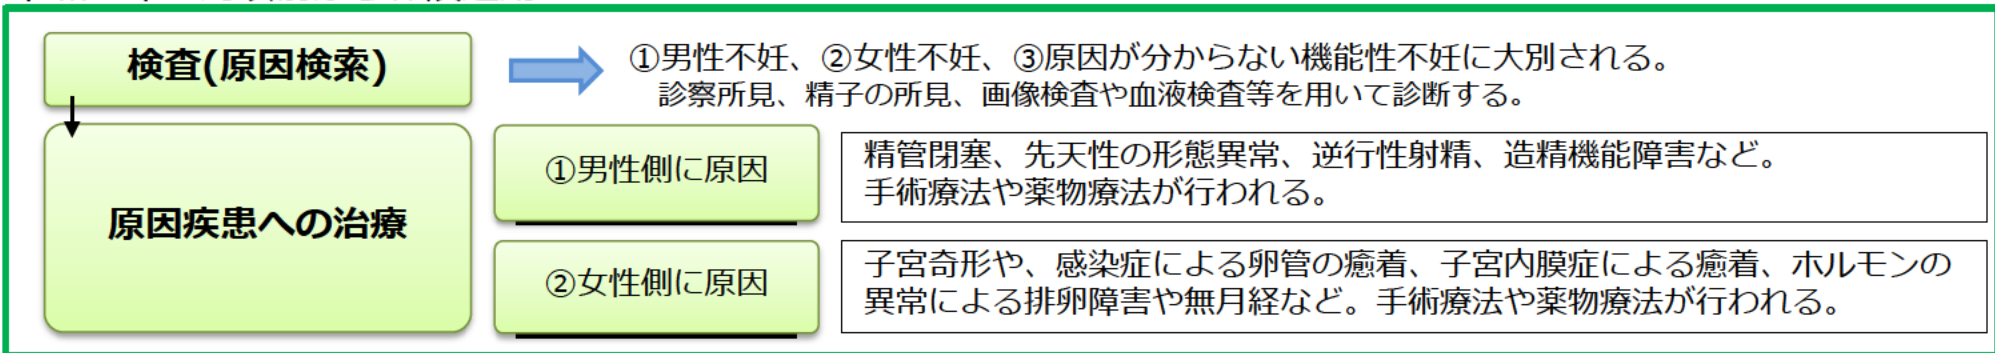 検査(原因検索)
①男性不妊、②女性不妊、③原因が分からない機能性不妊に大別される。
診察所見、精子の所見、画像検査や血液検査等を用いて診断する。
原因疾患への治療
①男性側に原因
精管閉塞、先天性の形態異常、逆行性射精、造精機能障害など。
手術療法や薬物療法が行われる。
②女性側に原因
子宮奇形や、感染症による卵管の癒着、子宮内膜症による癒着、ホルモンの
異常による排卵障害や無月経など。手術療法や薬物療法が行われる。